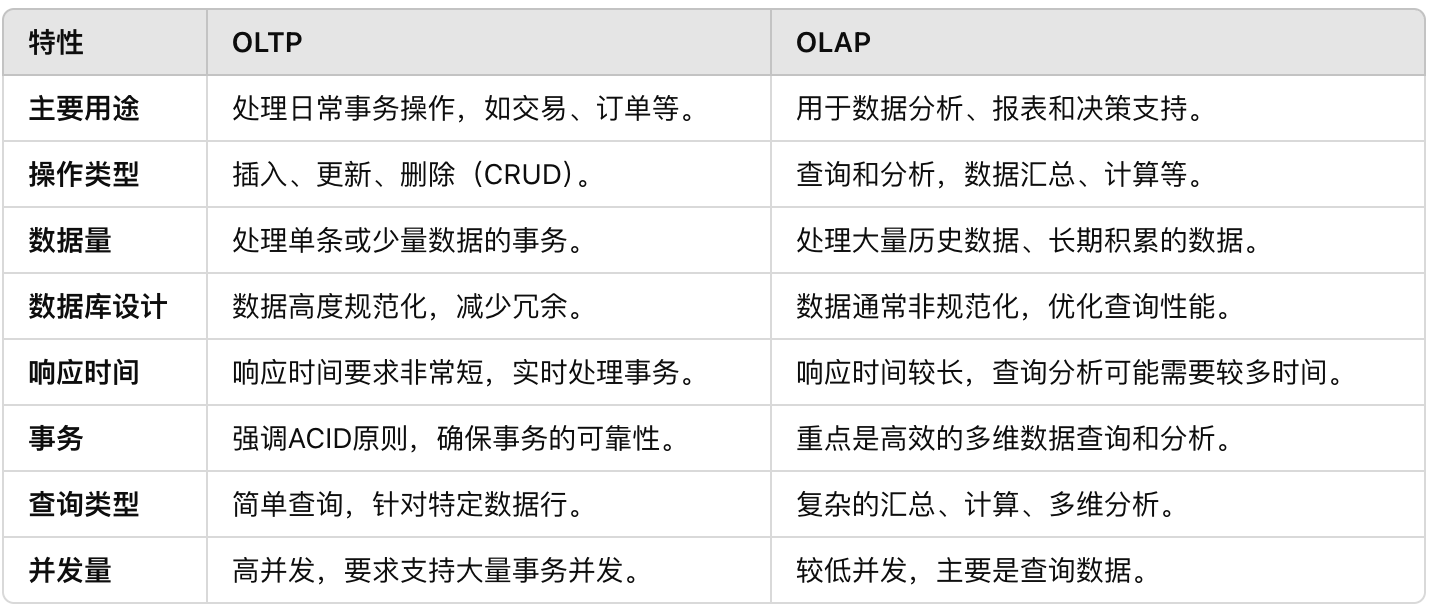 特性 OLTP OLAP
主要用途 处理日常事务操作，如交易、订单等。 用于数据分析、报表和决策支持。
操作类型 插入、更新、删除（CRUD）。 查询和分析，数据汇总、计算等。
数据量 处理单条或少量数据的事务。 处理大量历史数据、长期积累的数据。
数据库设计 数据高度规范化，减少冗余。 数据通常非规范化，优化查询性能。
响应时间 响应时间要求非常短，实时处理事务。 响应时间较长，查询分析可能需要较多时间。
事务 强调ACID原则，确保事务的可靠性。 重点是高效的多维数据查询和分析。
查询类型 简单查询，针对特定数据行。 复杂的汇总、计算、多维分析。
并发量 高并发，要求支持大量事务并发。 较低并发，主要是查询数据。